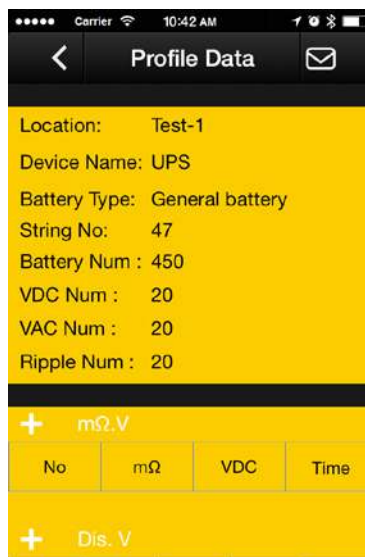 Carrier 10:42 AM
Profile Data
Location: Test-1
Device Name: UPS
Battery Type: General battery
String No: 47
Battery Num : 450
VDC Num : 20
VAC Num : 20
Ripple Num : 20
+ mΩ.V
No mΩ VDC Time
+ Dis. V